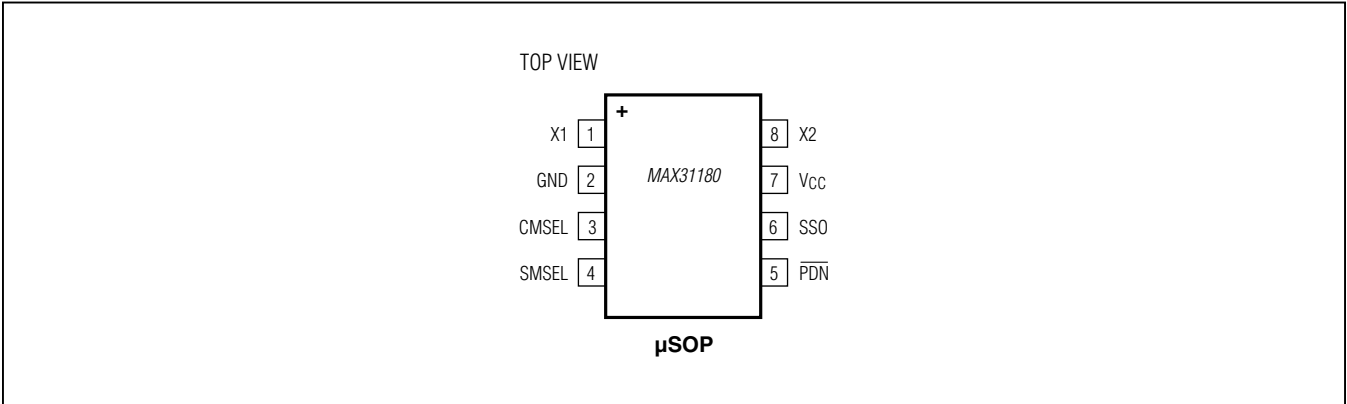 TOP VIEW
+
X1 1 8 X2
GND 2 MAX31180 7 VCC
CMSEL 3 6 SSO
SMSEL 4 5 P̅D̅N̅
µSOP